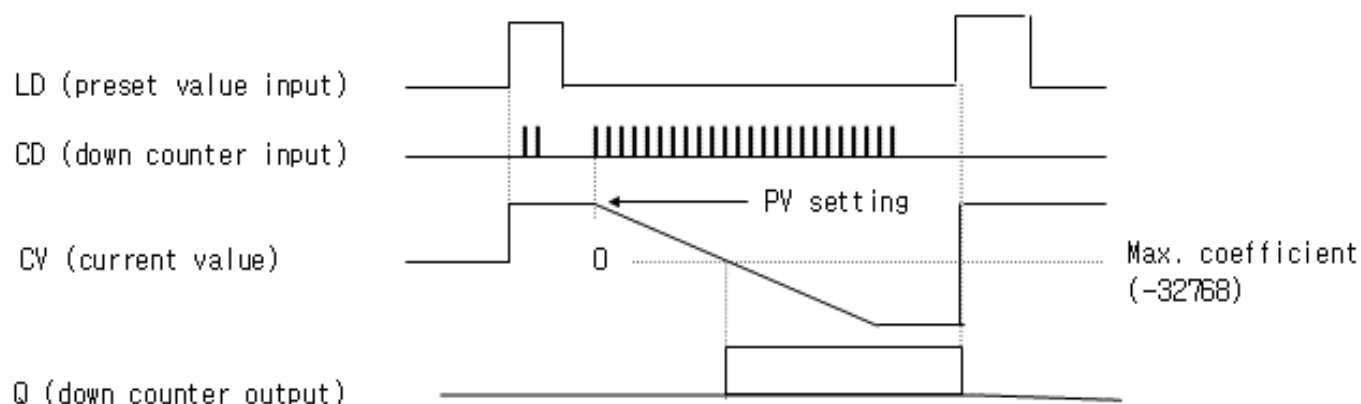 LD (preset value input)
CD (down counter input)
PV setting
CV (current value)
0
Max. coefficient
(-32768)
Q (down counter output)